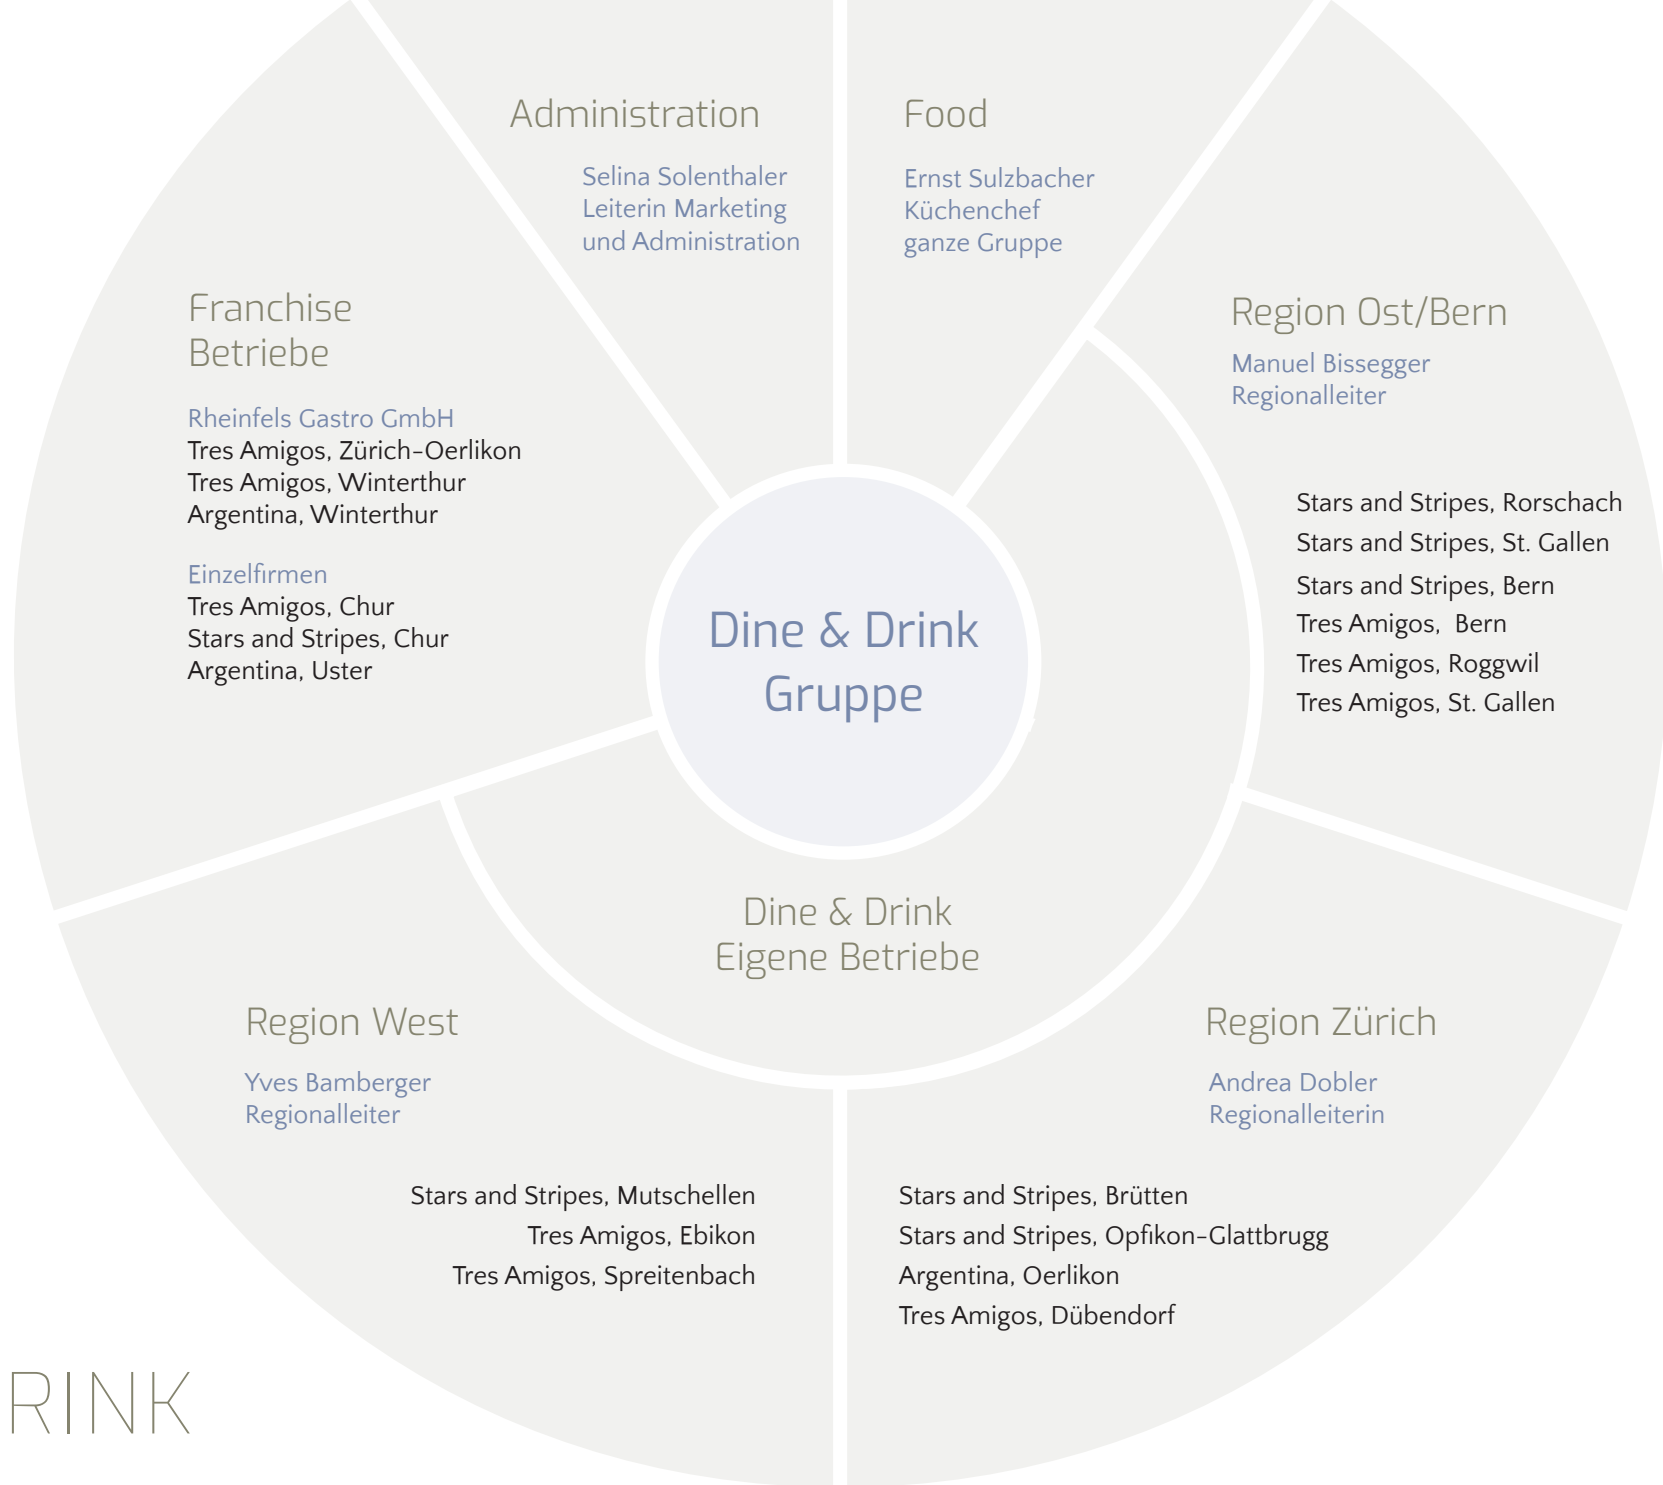 Administration
Selina Solenthaler
Leiterin Marketing
und Administration
Food
Ernst Sulzbacher
Küchenchef
ganze Gruppe
Franchise
Betriebe
Rheinfels Gastro GmbH
Tres Amigos, Zürich-Oerlikon
Tres Amigos, Winterthur
Argentina, Winterthur
Einzelfirmen
Tres Amigos, Chur
Stars and Stripes, Chur
Argentina, Uster
Region Ost/Bern
Manuel Bissegger
Regionalleiter
Stars and Stripes, Rorschach
Stars and Stripes, St. Gallen
Stars and Stripes, Bern
Tres Amigos, Bern
Tres Amigos, Roggwil
Tres Amigos, St. Gallen
Dine & Drink
Gruppe
Dine & Drink
Eigene Betriebe
Region West
Yves Bamberger
Regionalleiter
Stars and Stripes, Mutschellen
Tres Amigos, Ebikon
Tres Amigos, Spreitenbach
Region Zürich
Andrea Dobler
Regionalleiterin
Stars and Stripes, Brütten
Stars and Stripes, Opfikon-Glattbrugg
Argentina, Oerlikon
Tres Amigos, Dübendorf
RINK